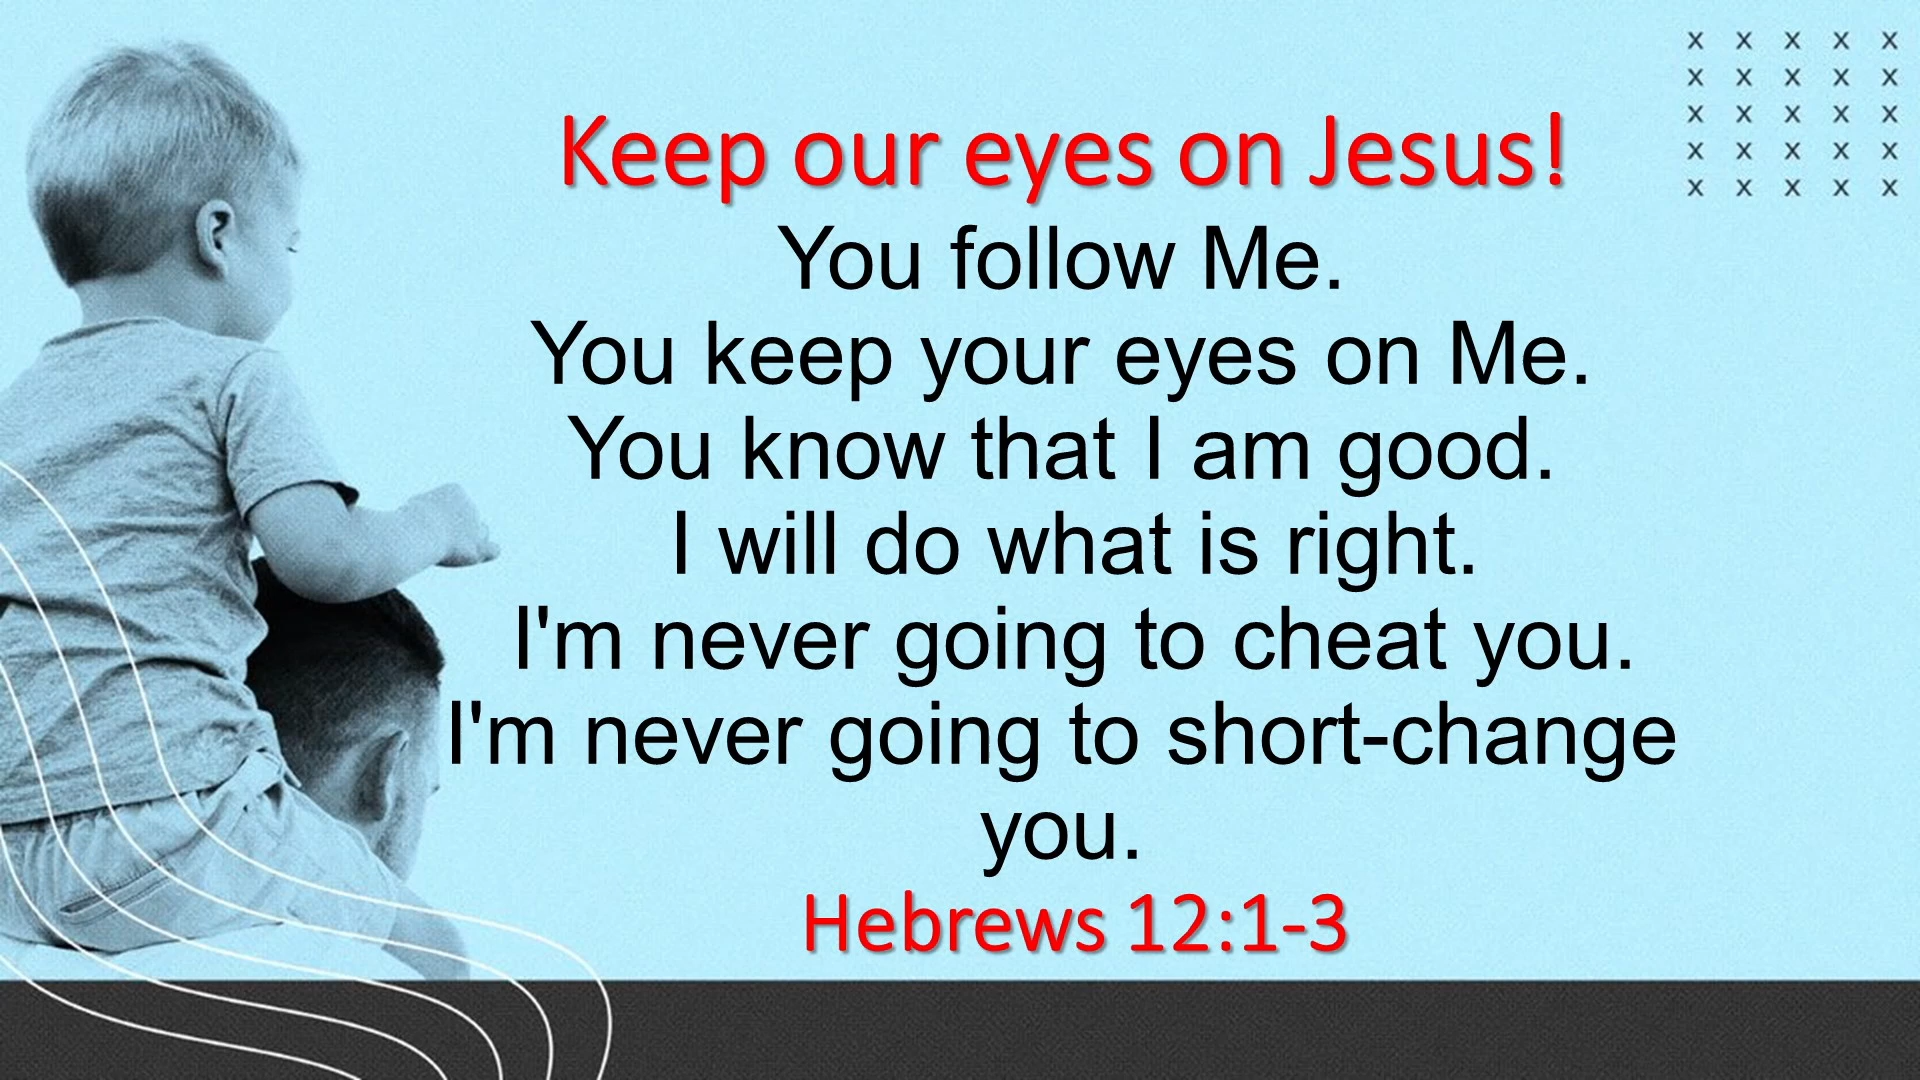 x x x x x
x x x x x
x x x x x
x x x x x
x x x x x
Keep our eyes on Jesus!
You follow Me.
You keep your eyes on Me.
You know that I am good.
I will do what is right.
I'm never going to cheat you.
I'm never going to short-change
you.
Hebrews 12:1-3